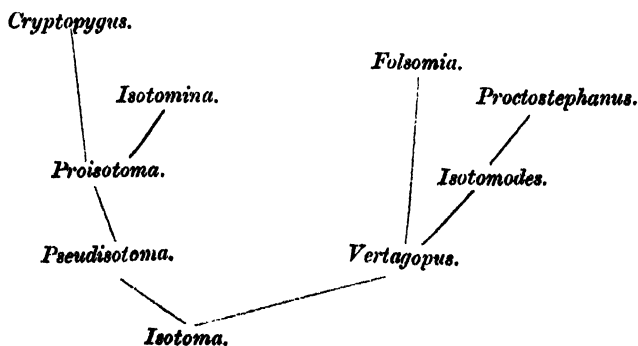 Cryptopygus.
Folsomia.
Isotomina.
Proctostephanus.
Proisotoma.
Isotomodes.
Pseudisotoma.
Vertagopus.
Isotoma.